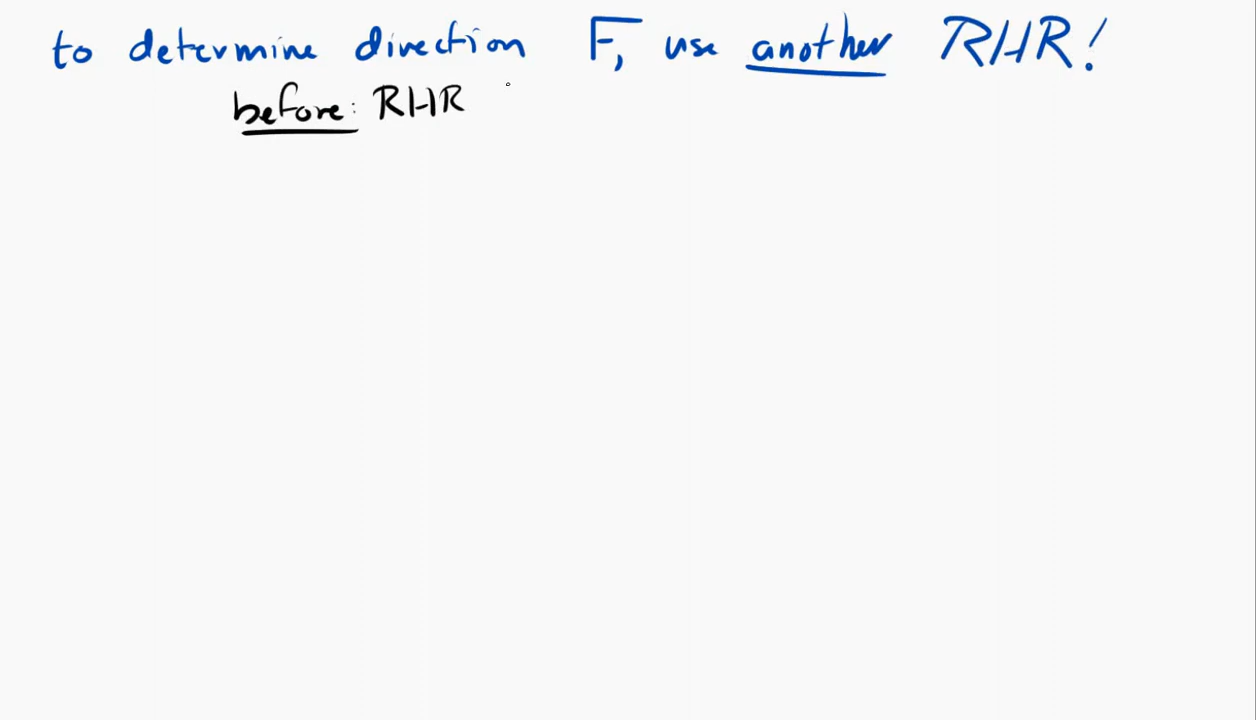 to determine direction F, use another RHR!
before: RHR